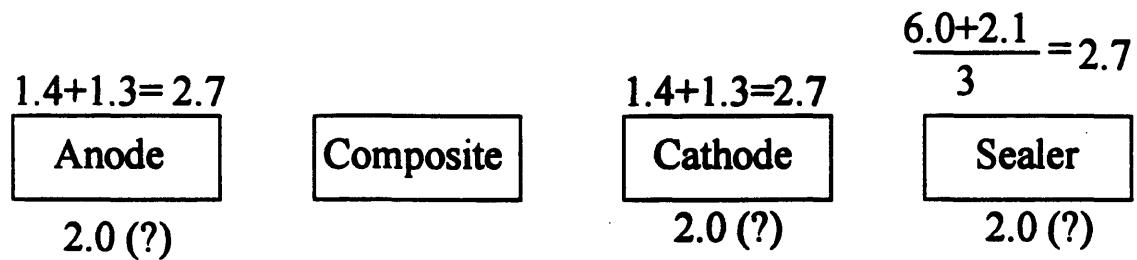 6.0+2.1
3
=2.7
1.4+1.3= 2.7
1.4+1.3=2.7
Anode
Composite
Cathode
Sealer
2.0 (?)
2.0 (?)
2.0 (?)